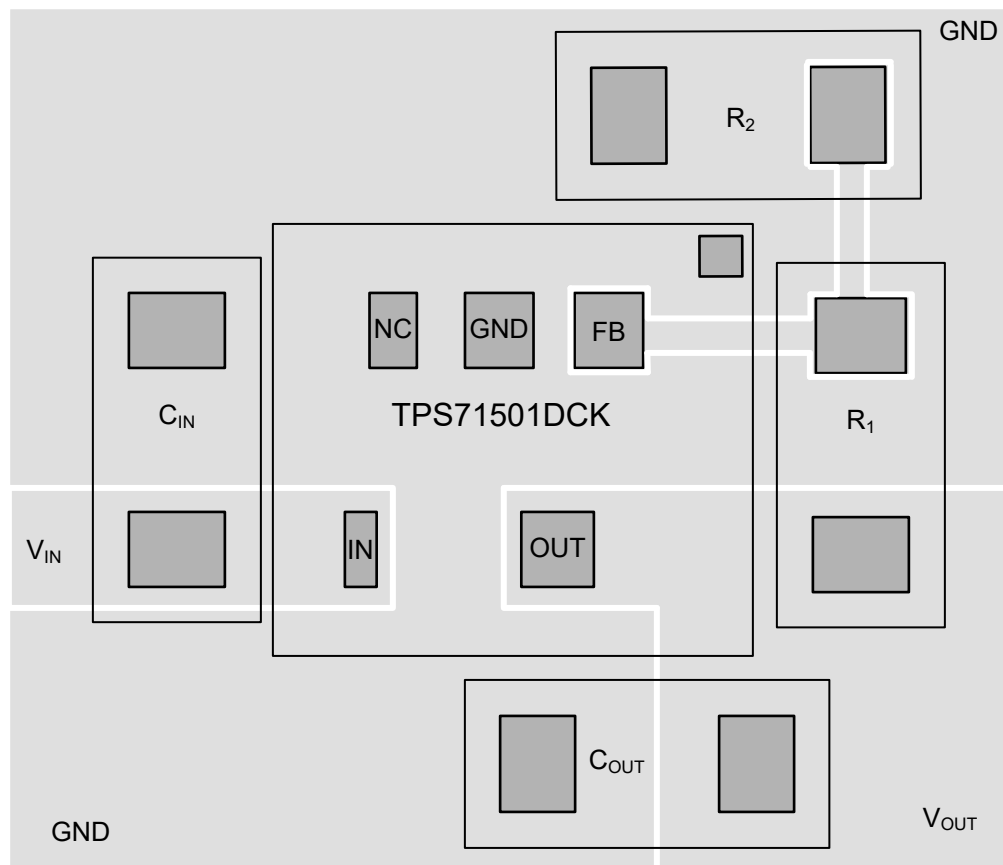 GND
R2
NC
GND
FB
CIN
TPS71501DCK
R1
VIN
IN
OUT
COUT
GND
VOUT